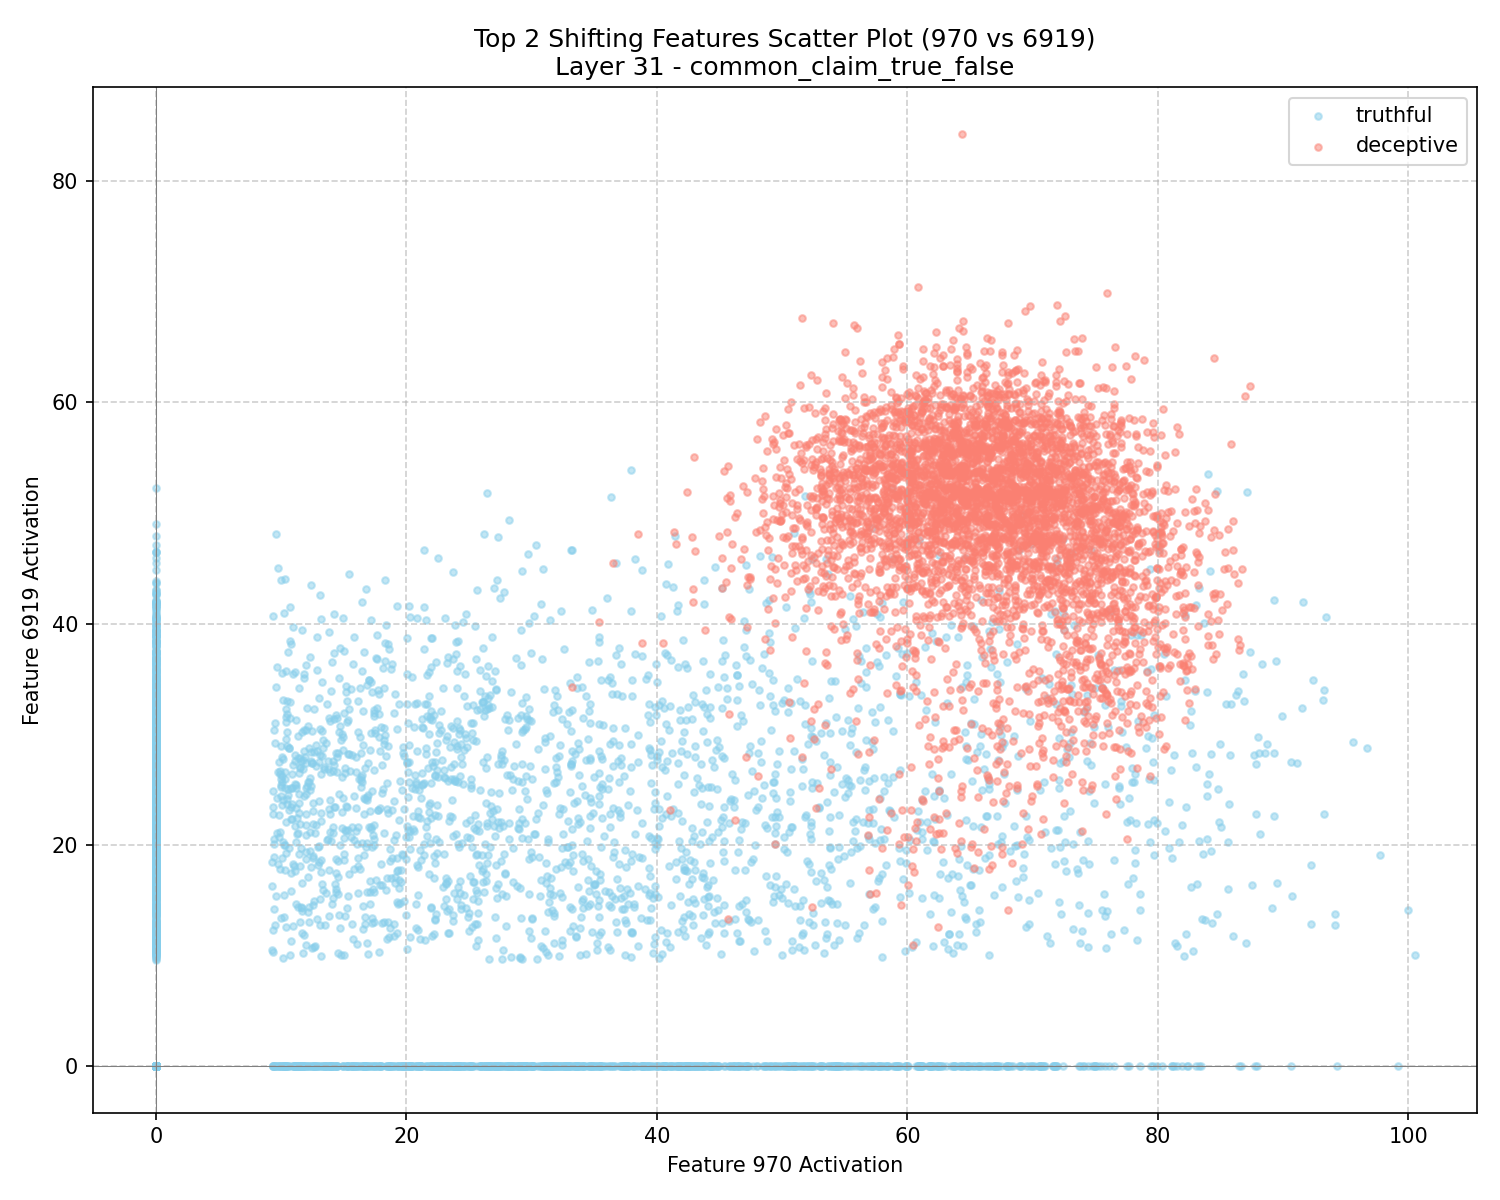 Top 2 Shifting Features Scatter Plot (970 vs 6919)
Layer 31 - common_claim_true_false
truthful
deceptive
80
60
40
20
0
Feature 6919 Activation
0 20 40 60 80 100
Feature 970 Activation